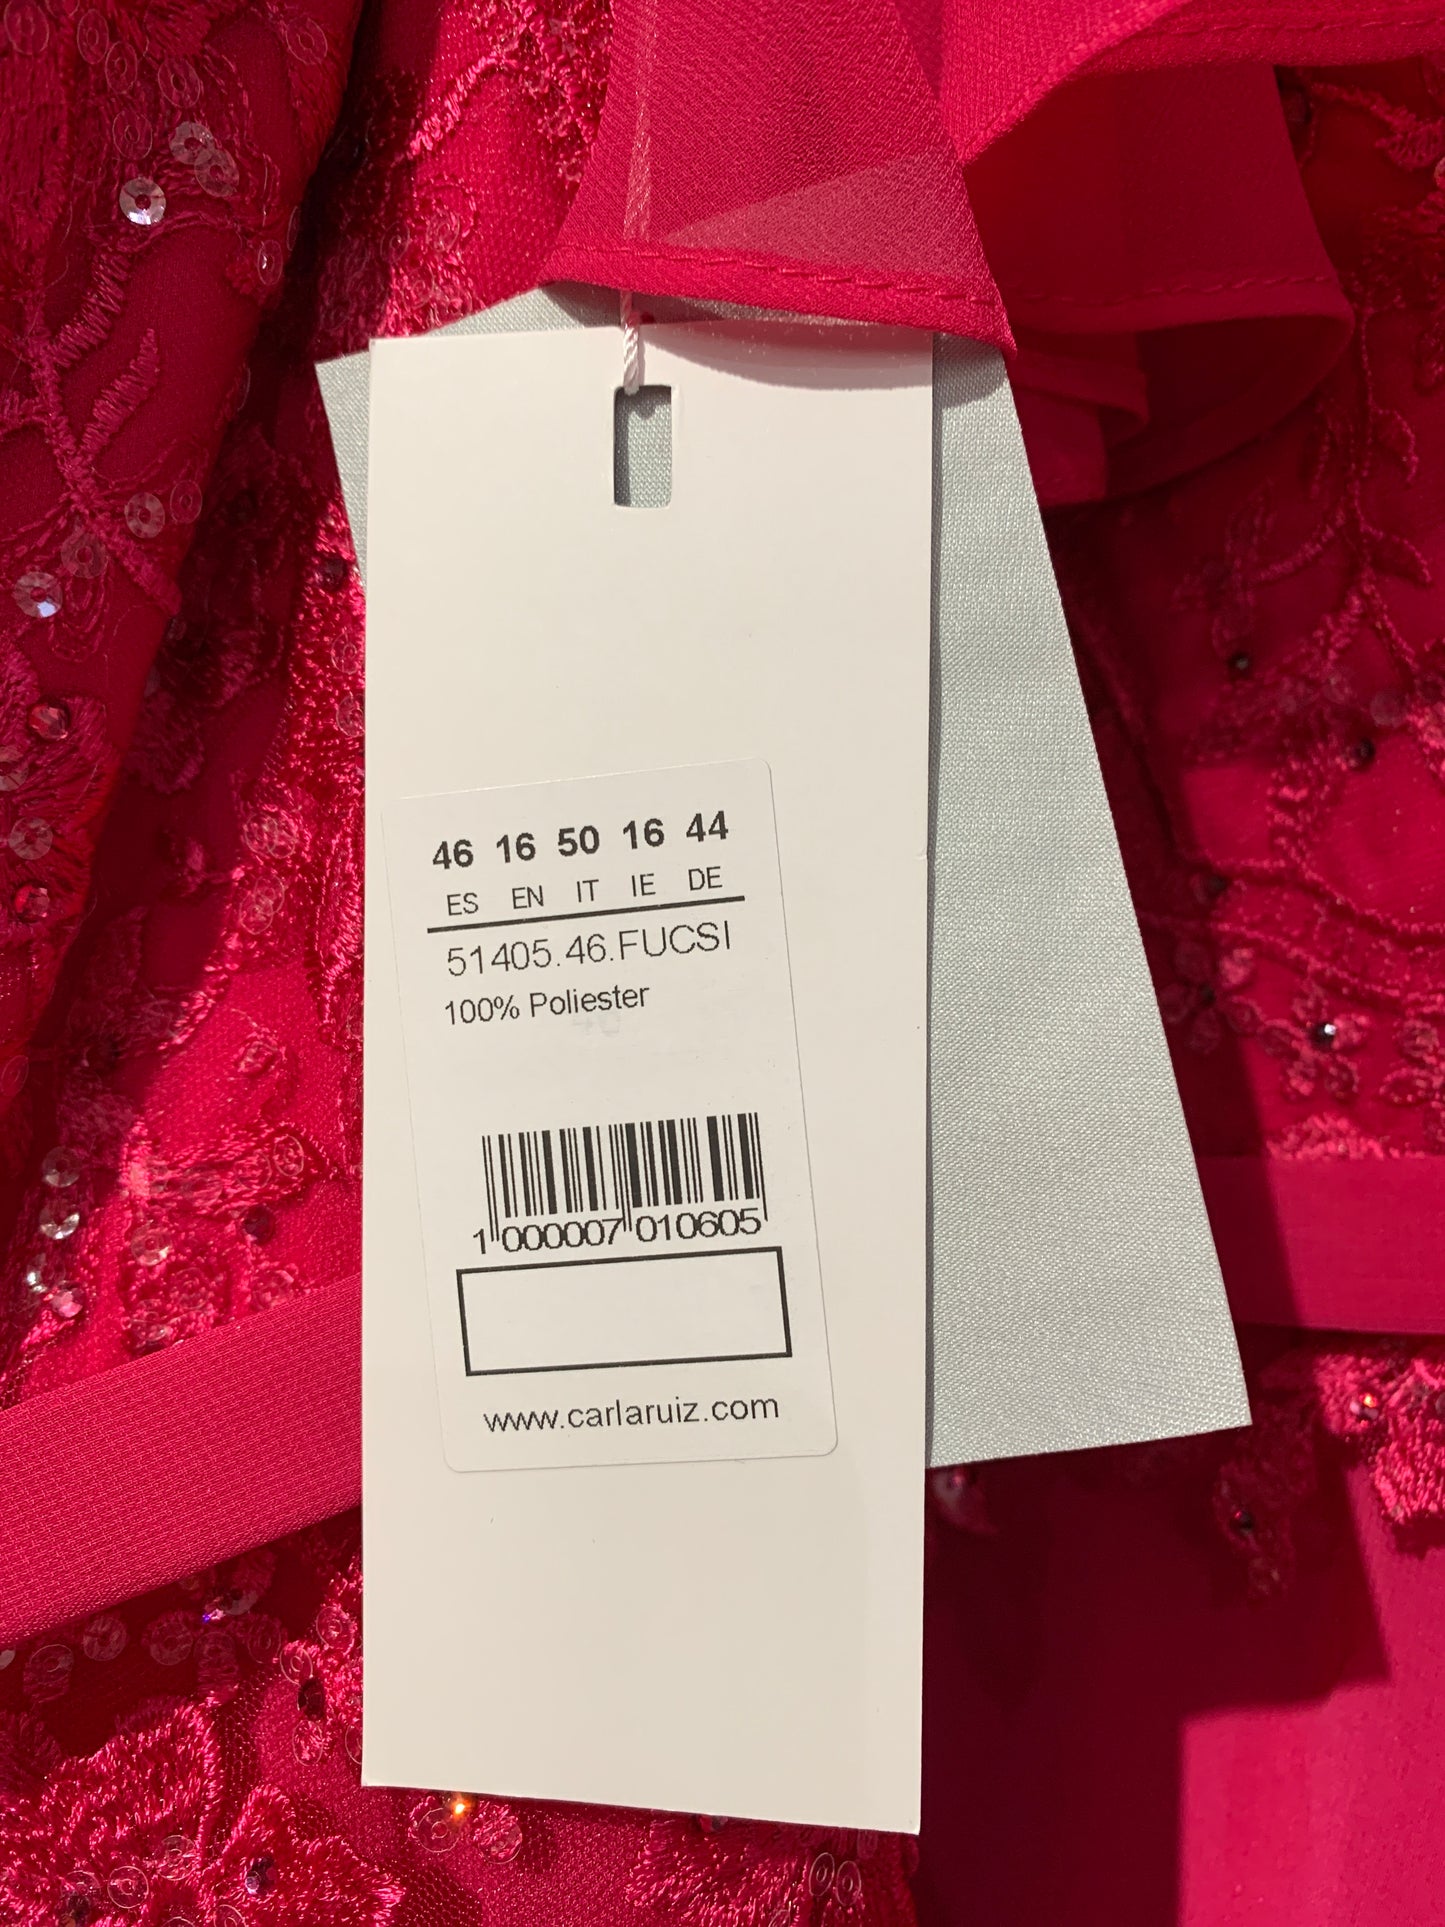 46 16 50 16 44
ES EN IT IE DE
51405.46.FUCSI
100% Poliester
1 000007 010605
www.carlaruiz.com